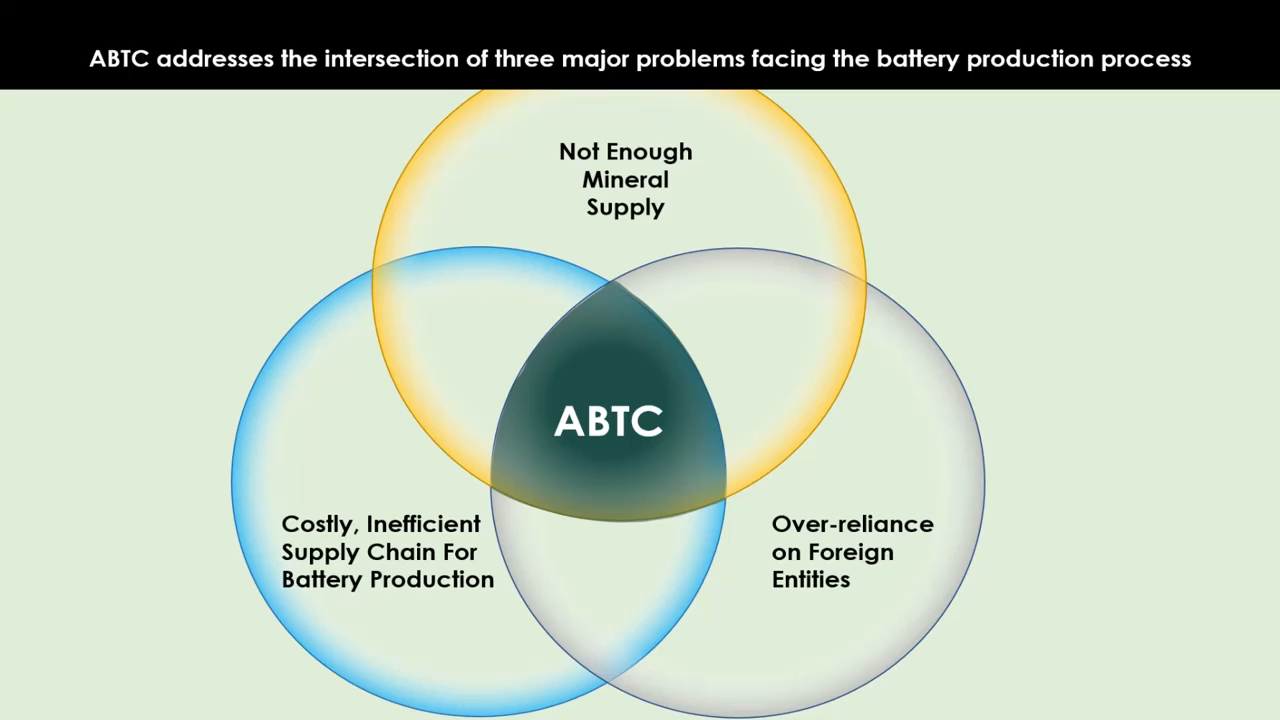 ABTC addresses the intersection of three major problems facing the battery production process
Not Enough
Mineral
Supply
ABTC
Costly, Inefficient
Supply Chain For
Battery Production
Over-reliance
on Foreign
Entities